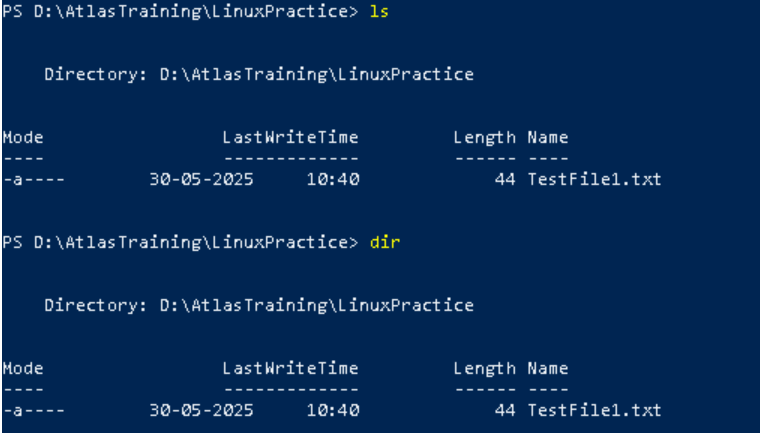 PS D:\AtlasTraining\LinuxPractice> ls
Directory: D:\AtlasTraining\LinuxPractice
Mode                 LastWriteTime         Length Name
----                 -------------         ------ ----
-a----        30-05-2025     10:40             44 TestFile1.txt
PS D:\AtlasTraining\LinuxPractice> dir
Directory: D:\AtlasTraining\LinuxPractice
Mode                 LastWriteTime         Length Name
----                 -------------         ------ ----
-a----        30-05-2025     10:40             44 TestFile1.txt